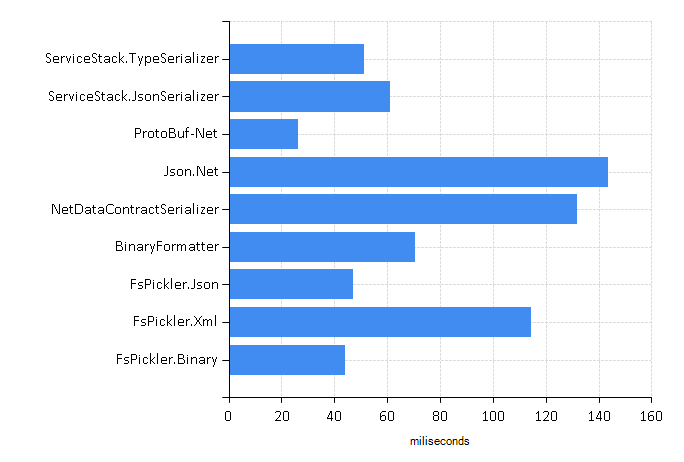 ServiceStack.TypeSerializer
ServiceStack.JsonSerializer
ProtoBuf-Net
Json.Net
NetDataContractSerializer
BinaryFormatter
FsPickler.Json
FsPickler.Xml
FsPickler.Binary
0 20 40 60 80 100 120 140 160
miliseconds